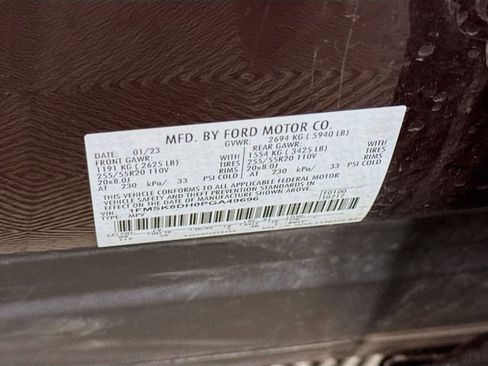 MFD. BY FORD MOTOR CO.
DATE: 01/23 GVWR: 2694 KG ( 5940 LB)
FRONT GAWR: REAR GAWR:
1191 KG ( 2625 LB) WITH 1554 KG ( 3425 LB) WITH
255/55R20 110V TIRES 255/55R20 110V TIRES
20x8.0J RIMS 20x8.0J RIMS
AT 230 kPa/ 33 PSI COLD AT 230 kPa/ 33 PSI COLD
THIS VEHICLE CONFORMS TO ALL APPLICABLE FEDERAL MOTOR
VEHICLE SAFETY AND THEFT PREVENTION STANDARDS IN
EFFECT ON THE DATE OF MANUFACTURE SHOWN ABOVE.
VIN: 1FM5K8DH0PGA49696 T0100
TYPE: MPV